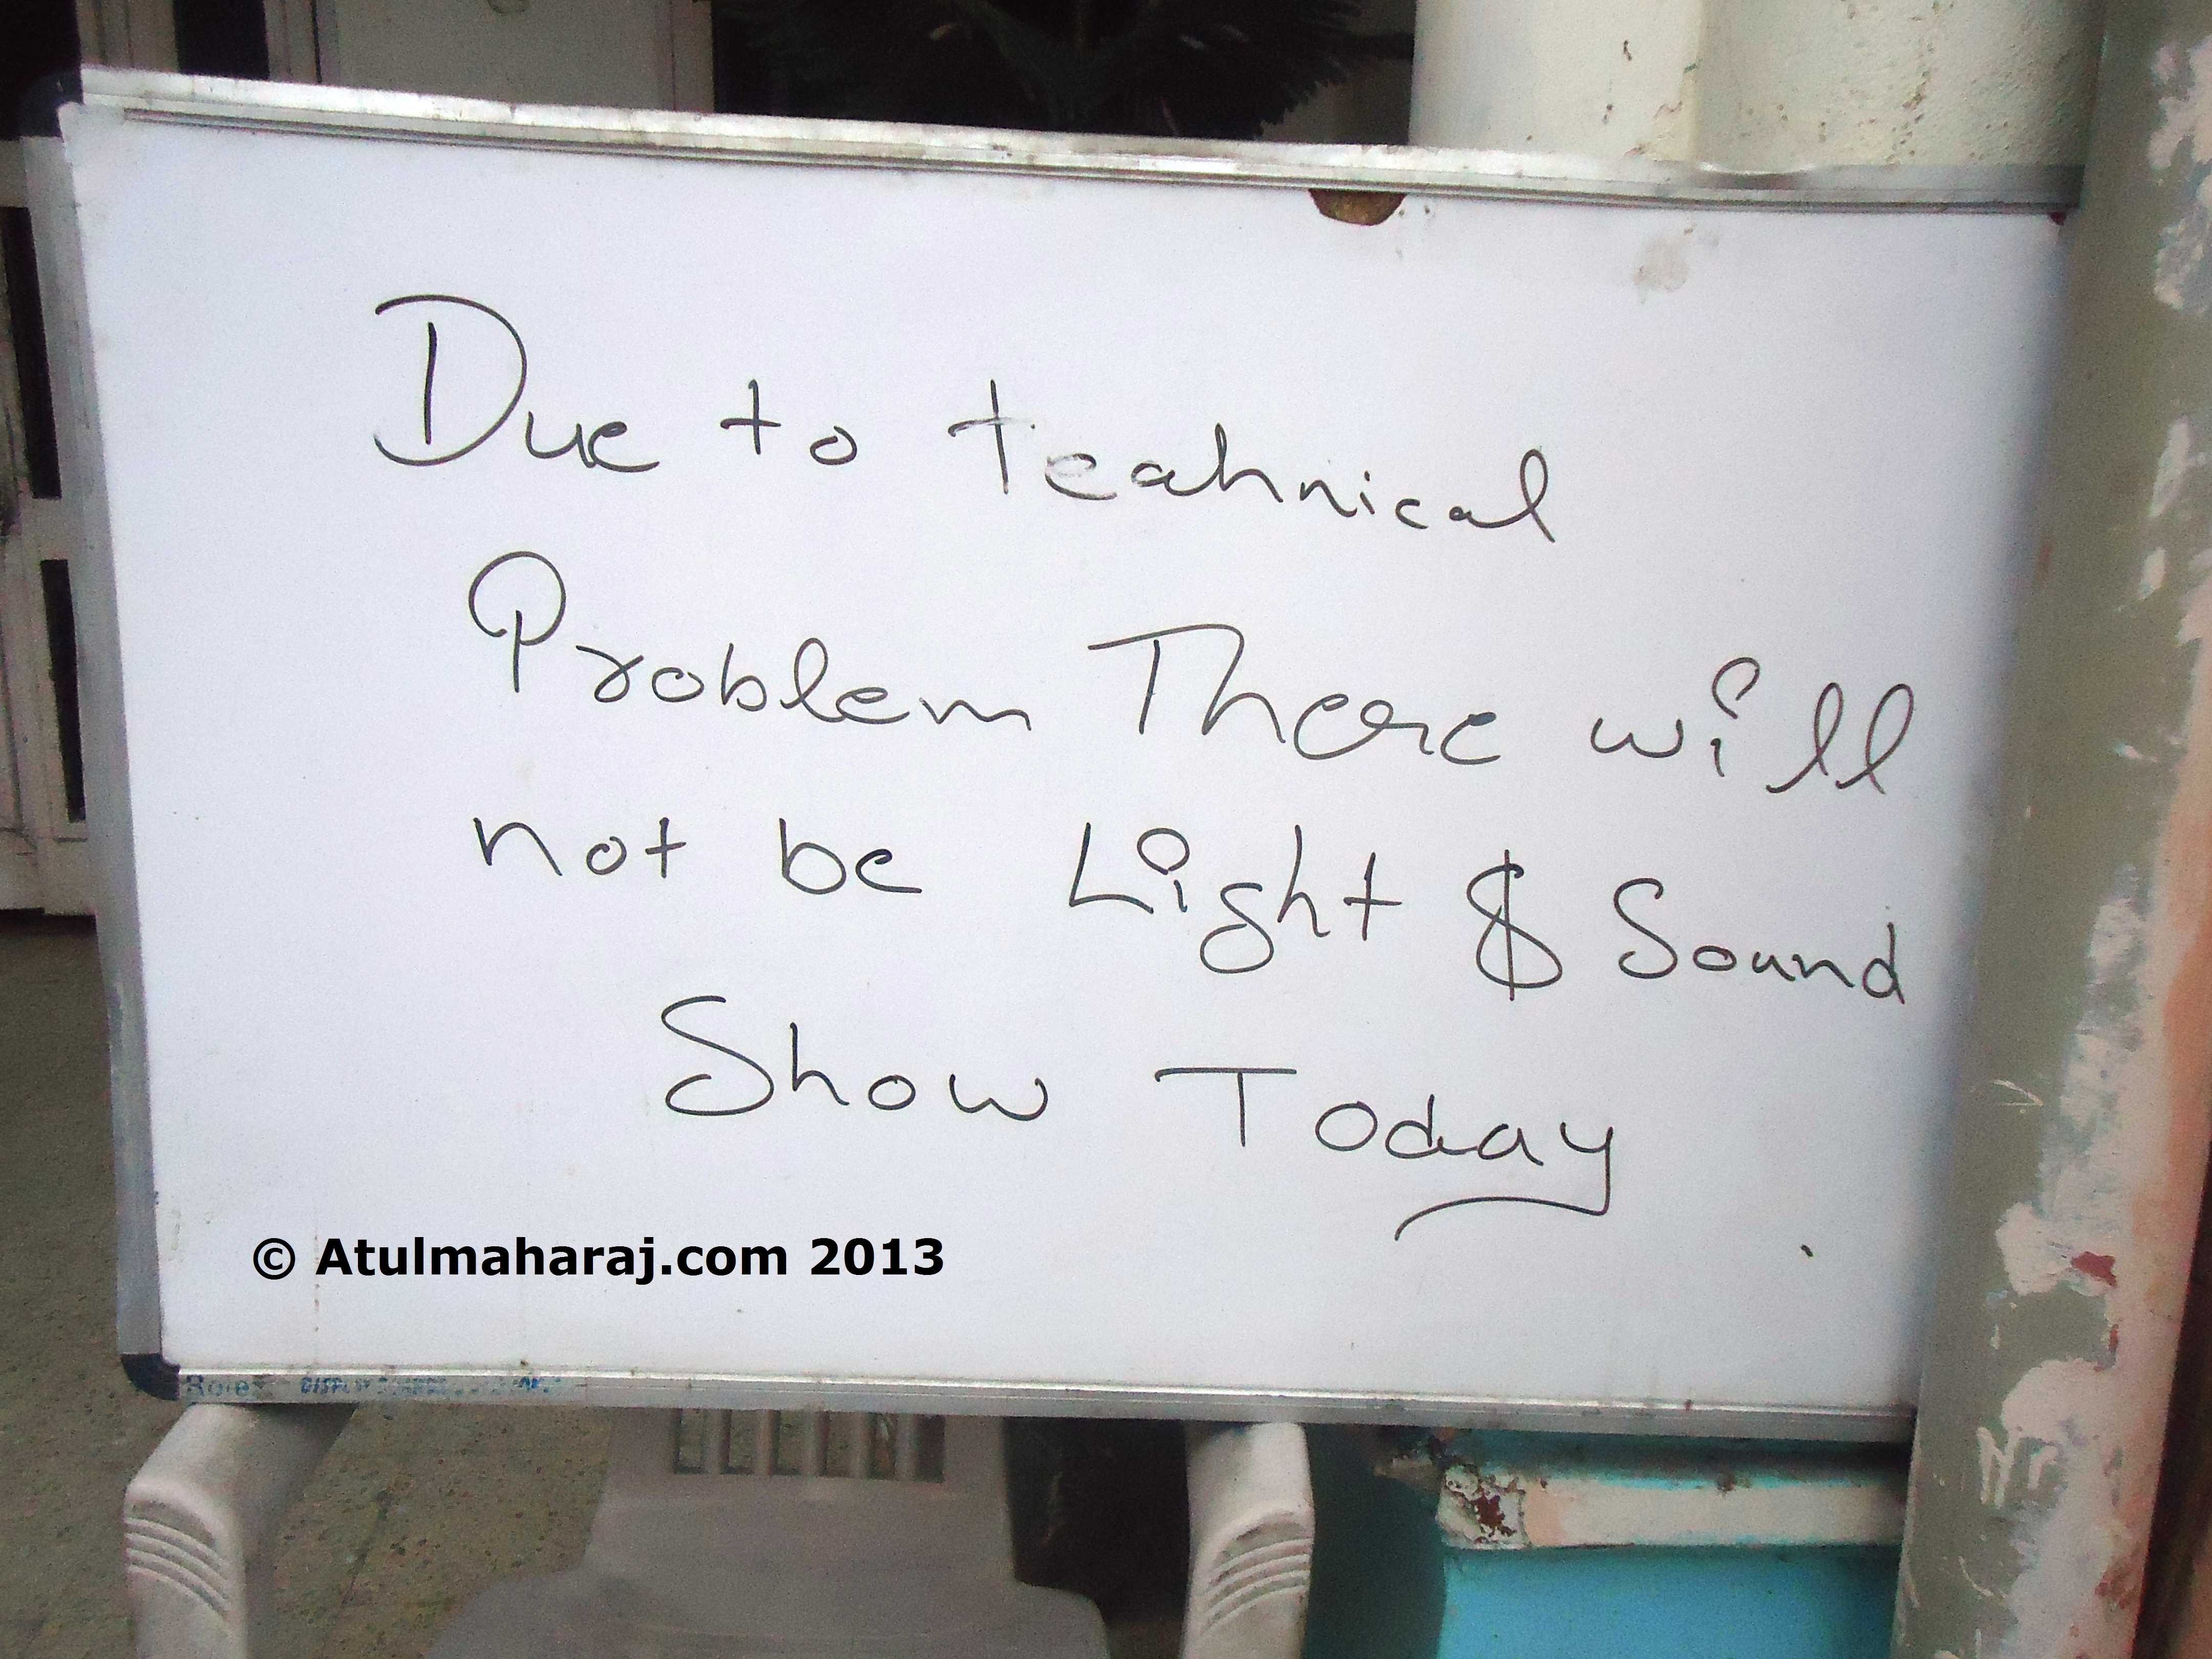 Due to teahnical
Problem There will
not be Light & Sound
Show Today
© Atulmaharaj.com 2013